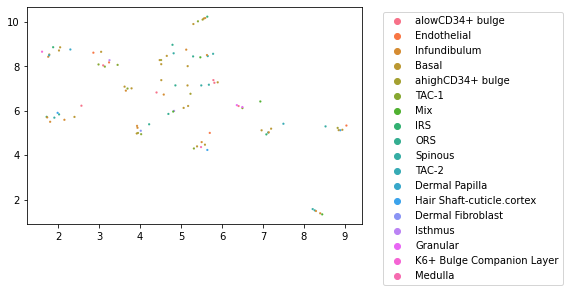 10
8
6
4
2
2
3
4
5
6
7
8
9
alowCD34+ bulge
Endothelial
Infundibulum
Basal
ahighCD34+ bulge
TAC-1
Mix
IRS
ORS
Spinous
TAC-2
Dermal Papilla
Hair Shaft-cuticle.cortex
Dermal Fibroblast
Isthmus
Granular
K6+ Bulge Companion Layer
Medulla